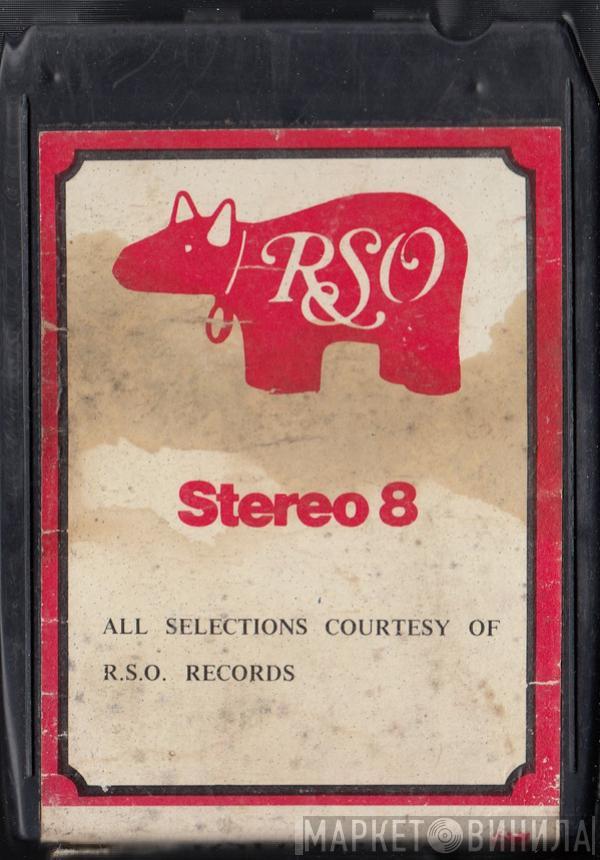 RSO
Stereo 8
ALL SELECTIONS COURTESY OF
R.S.O. RECORDS
МАРКЕТ ВИНИЛА